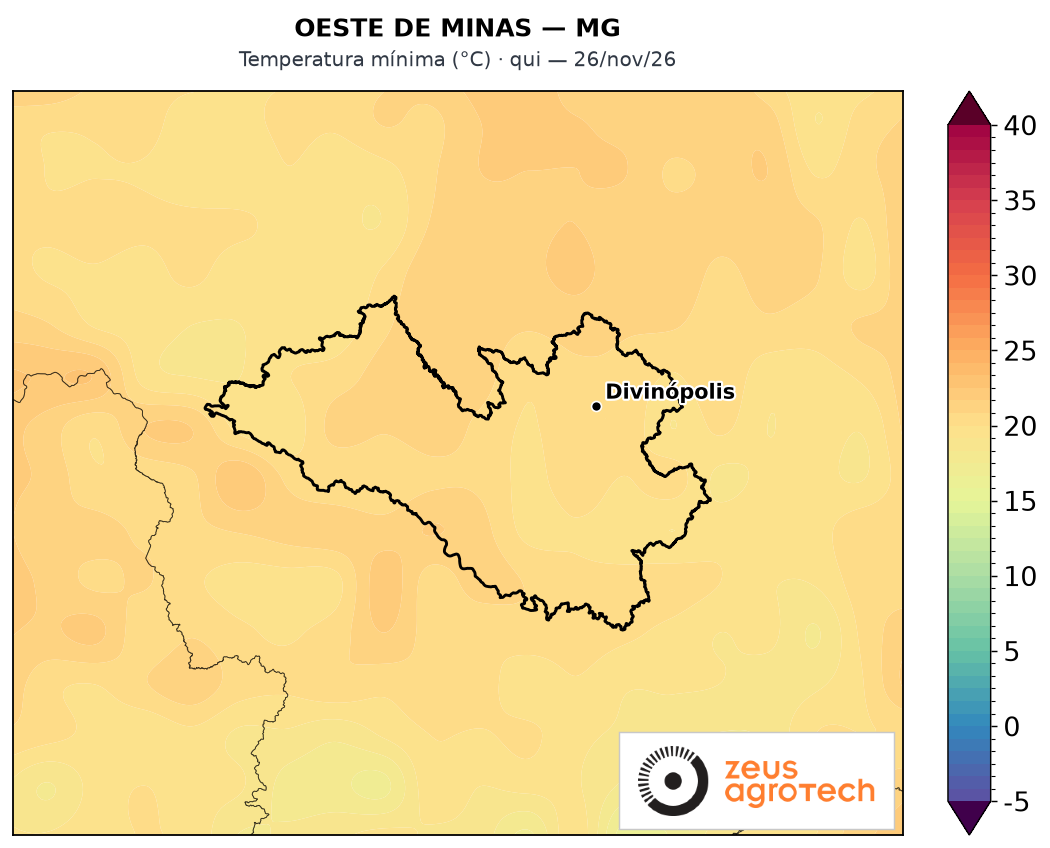 OESTE DE MINAS — MG
Temperatura mínima (°C) · qui — 26/nov/26
Divinópolis
40
35
30
25
20
15
10
5
0
-5
zeus
agrotech